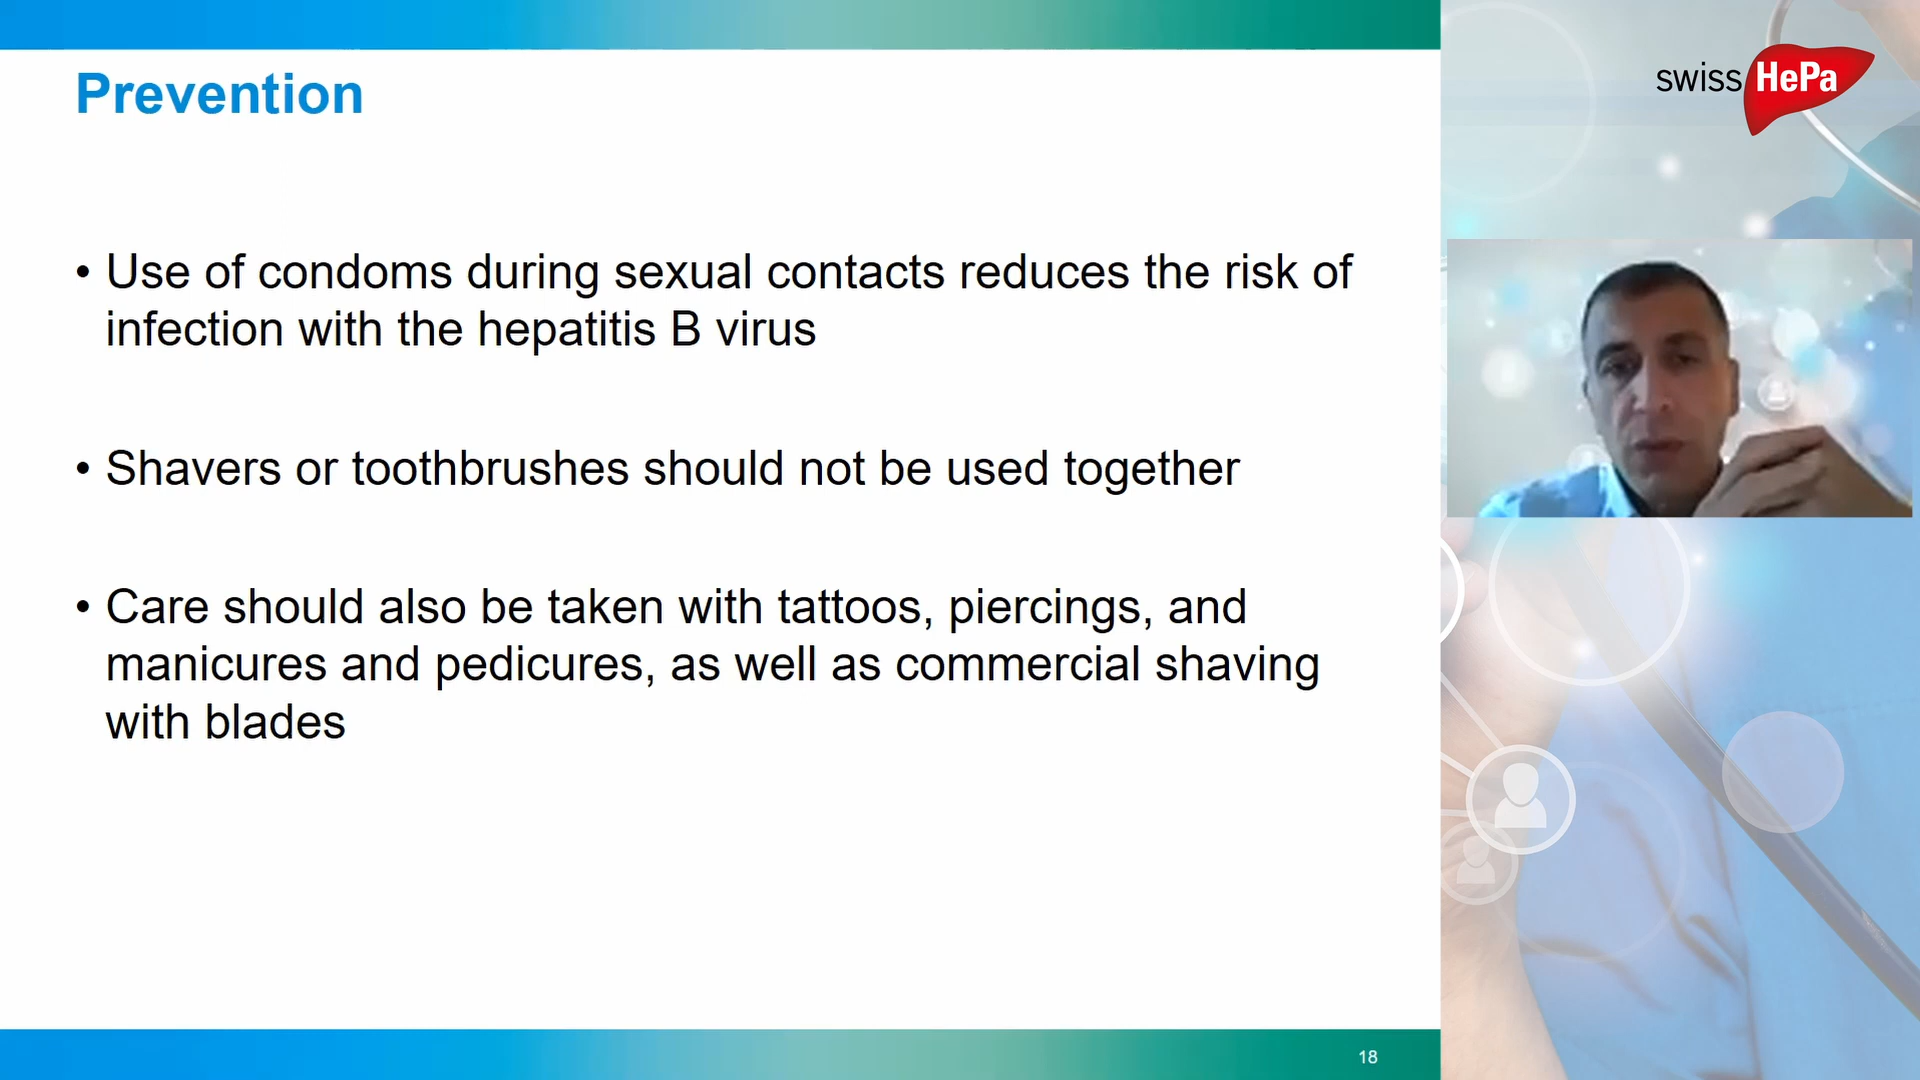 Prevention
swiss HePa
• Use of condoms during sexual contacts reduces the risk of
infection with the hepatitis B virus
• Shavers or toothbrushes should not be used together
• Care should also be taken with tattoos, piercings, and
manicures and pedicures, as well as commercial shaving
with blades
18